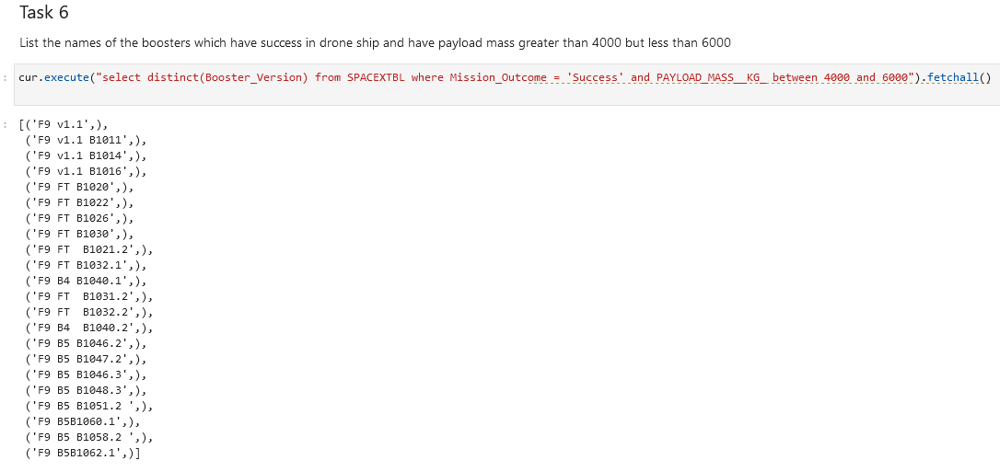 Task 6
List the names of the boosters which have success in drone ship and have payload mass greater than 4000 but less than 6000
: cur.execute("select distinct(Booster_Version) from SPACEXTBL where Mission_Outcome = 'Success' and PAYLOAD_MASS__KG_ between 4000 and 6000").fetchall()
: [('F9 v1.1',),
('F9 v1.1 B1011',),
('F9 v1.1 B1014',),
('F9 v1.1 B1016',),
('F9 FT B1020',),
('F9 FT B1022',),
('F9 FT B1026',),
('F9 FT B1030',),
('F9 FT  B1021.2',),
('F9 FT B1032.1',),
('F9 B4 B1040.1',),
('F9 FT  B1031.2',),
('F9 FT  B1032.2',),
('F9 B4  B1040.2',),
('F9 B5 B1046.2',),
('F9 B5 B1047.2',),
('F9 B5 B1046.3',),
('F9 B5 B1048.3',),
('F9 B5 B1051.2 ',),
('F9 B5B1060.1',),
('F9 B5 B1058.2 ',),
('F9 B5B1062.1',)]